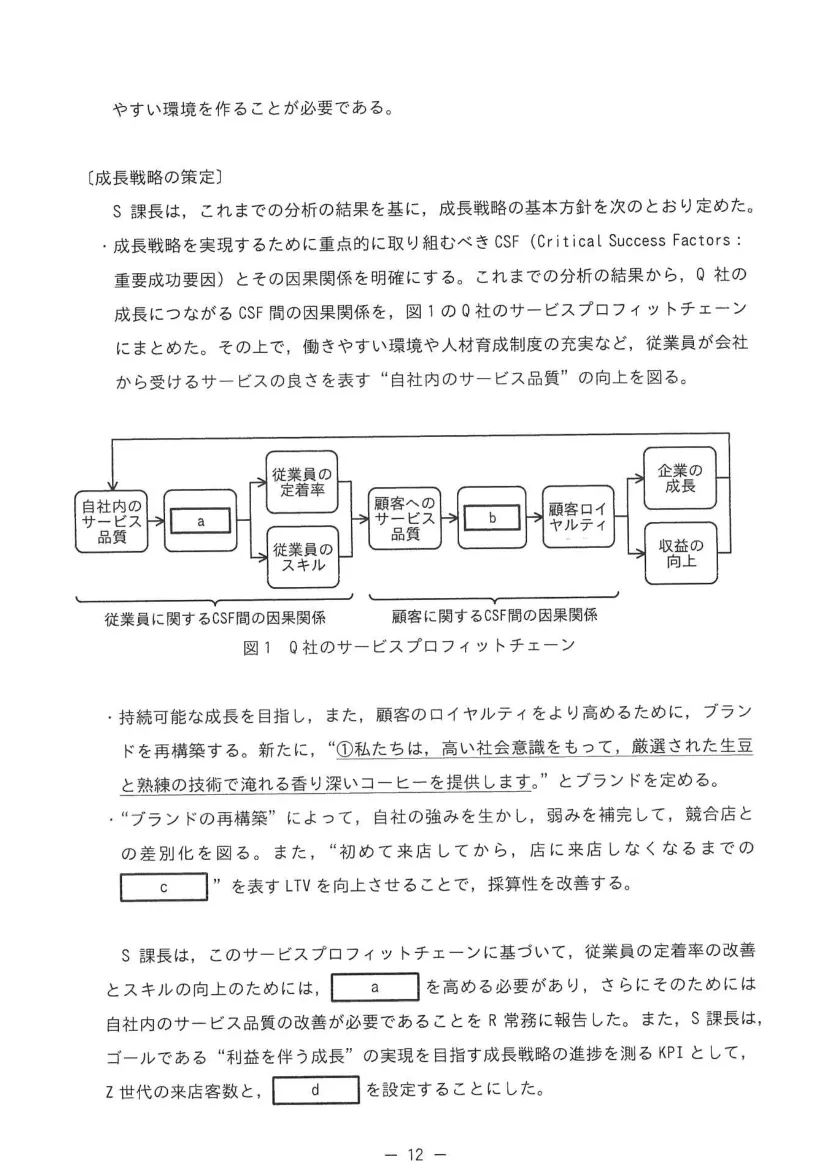 やすい環境を作ることが必要である。
〔成長戦略の策定〕
S 課長は，これまでの分析の結果を基に，成長戦略の基本方針を次のとおり定めた。
・成長戦略を実現するために重点的に取り組むべき CSF（Critical Success Factors：
重要成功要因）とその因果関係を明確にする。これまでの分析の結果から，Q 社の
成長につながる CSF 間の因果関係を，図 1 の Q 社のサービスプロフィットチェーン
にまとめた。その上で，働きやすい環境や人材育成制度の充実など，従業員が会社
から受けるサービスの良さを表す“自社内のサービス品質”の向上を図る。
自社内の
サービス
品質
a
従業員の
定着率
従業員の
スキル
顧客への
サービス
品質
b
顧客ロイ
ヤルティ
企業の
成長
収益の
向上
従業員に関するCSF間の因果関係
顧客に関するCSF間の因果関係
図 1　Q 社のサービスプロフィットチェーン
・持続可能な成長を目指し，また，顧客のロイヤルティをより高めるために，ブラン
ドを再構築する。新たに，“①私たちは，高い社会意識をもって，厳選された生豆
と熟練の技術で淹れる香り深いコーヒーを提供します。”とブランドを定める。
・“ブランドの再構築”によって，自社の強みを生かし，弱みを補完して，競合店と
の差別化を図る。また，“初めて来店してから，店に来店しなくなるまでの
c ”を表す LTV を向上させることで，採算性を改善する。
S 課長は，このサービスプロフィットチェーンに基づいて，従業員の定着率の改善
とスキルの向上のためには， a を高める必要があり，さらにそのためには
自社内のサービス品質の改善が必要であることを R 常務に報告した。また，S 課長は，
ゴールである“利益を伴う成長”の実現を目指す成長戦略の進捗を測る KPI として，
Z 世代の来店客数と， d を設定することにした。
— 12 —